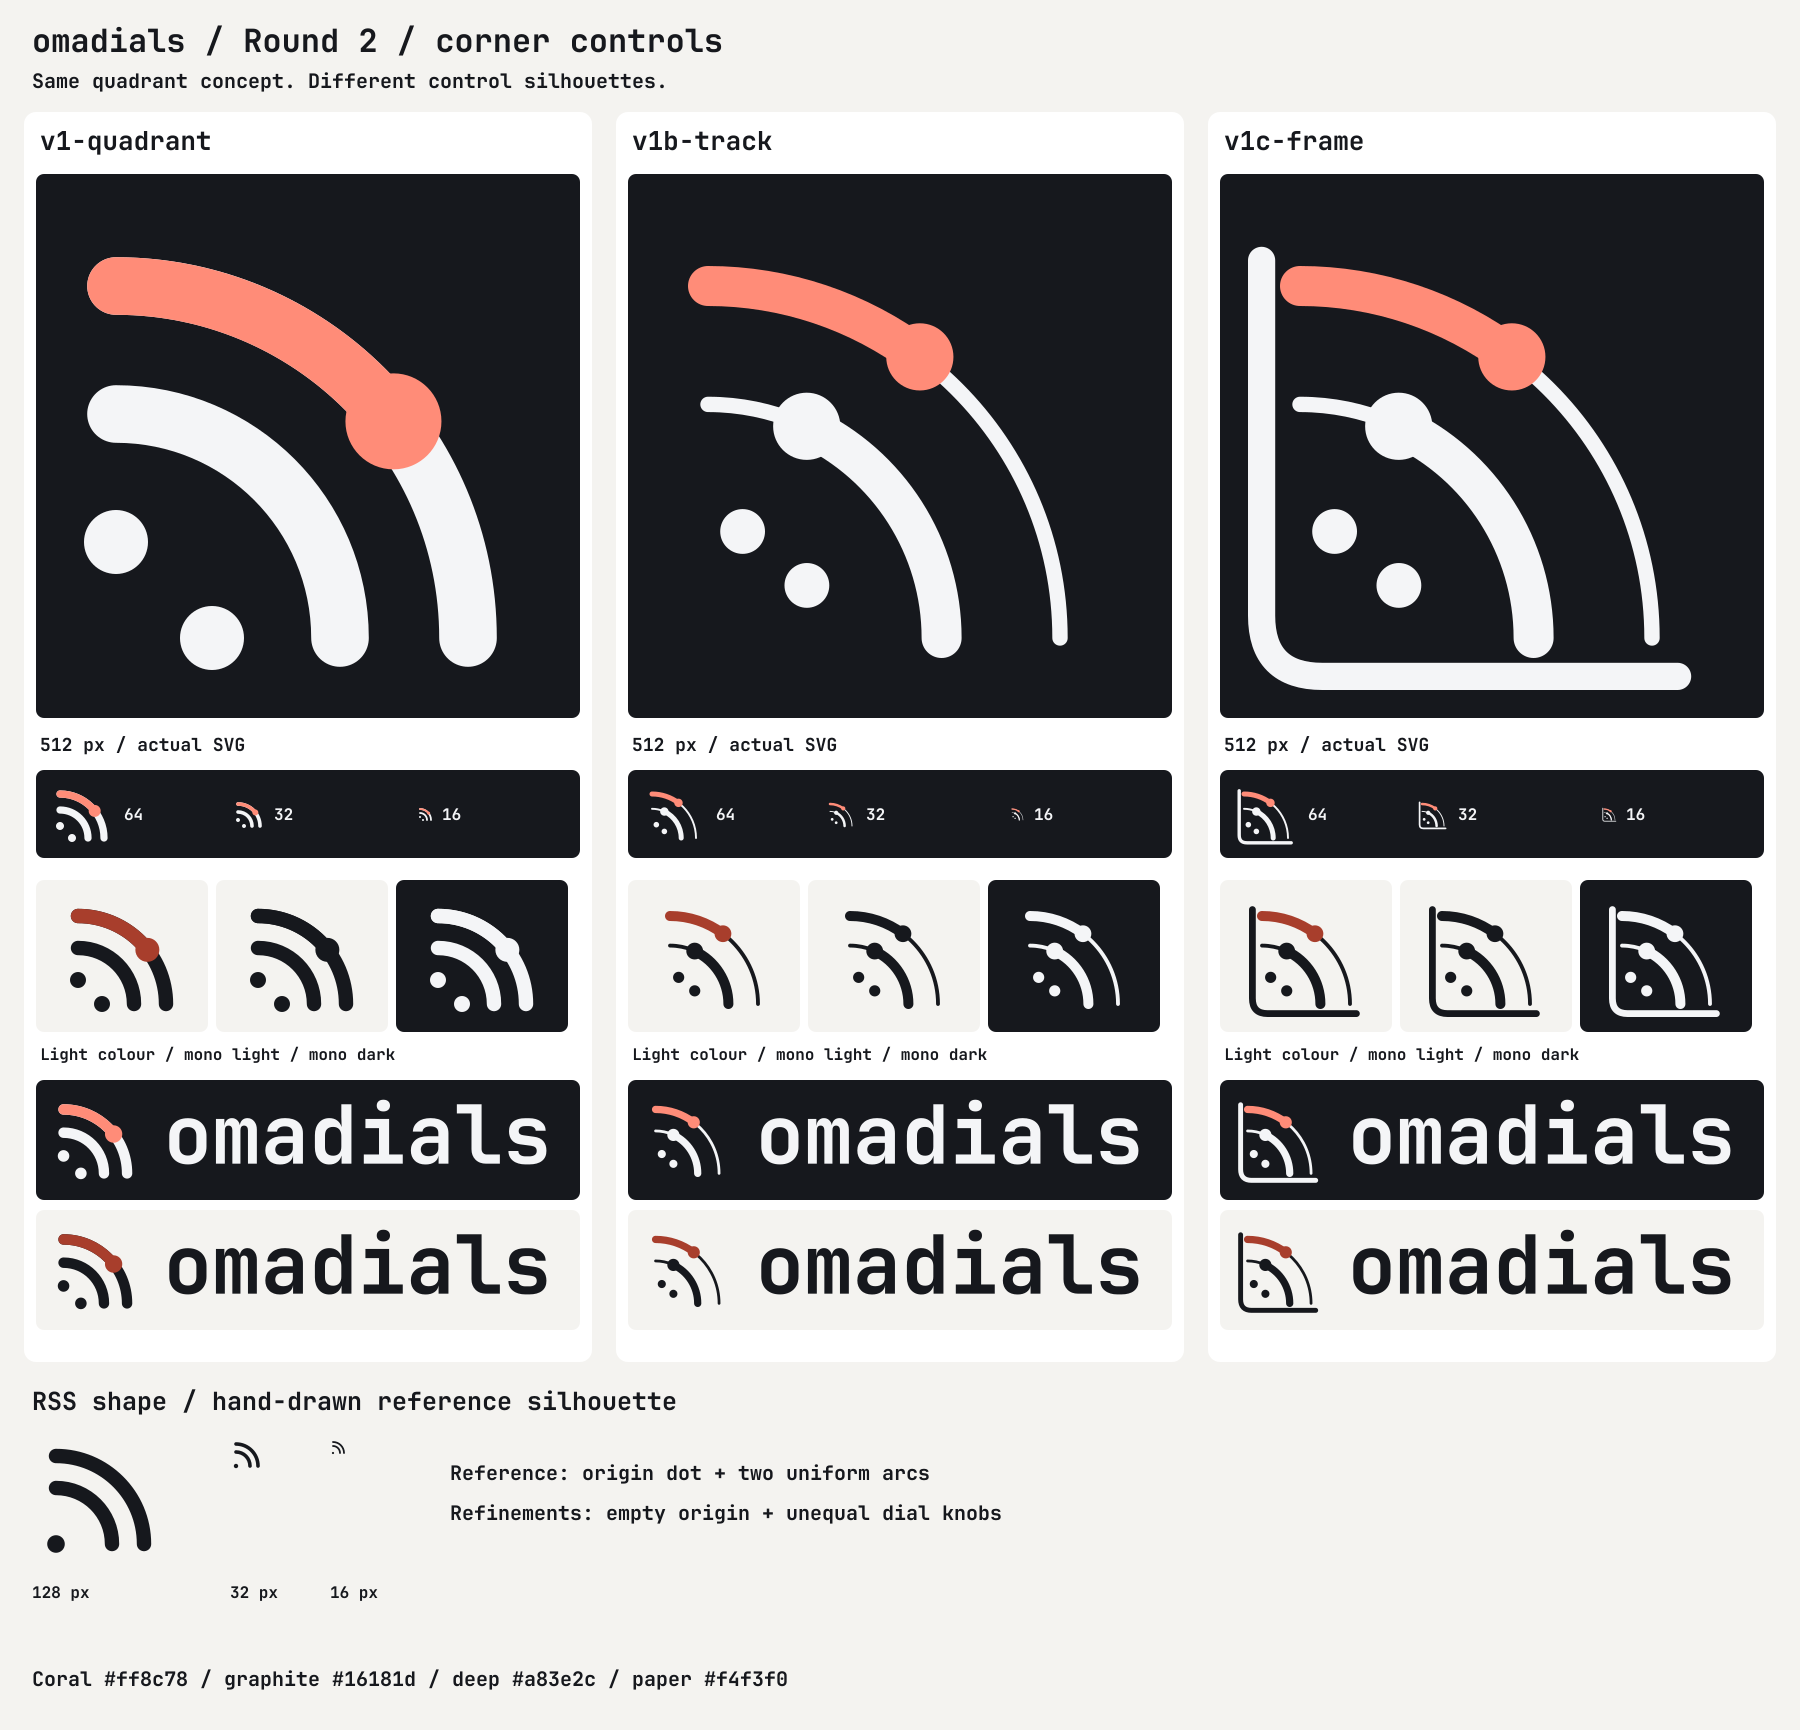 omadials / Round 2 / corner controls
Same quadrant concept. Different control silhouettes.
v1-quadrant
512 px / actual SVG
64 32 16
Light colour / mono light / mono dark
omadials
omadials
v1b-track
512 px / actual SVG
64 32 16
Light colour / mono light / mono dark
omadials
omadials
v1c-frame
512 px / actual SVG
64 32 16
Light colour / mono light / mono dark
omadials
omadials
RSS shape / hand-drawn reference silhouette
Reference: origin dot + two uniform arcs
Refinements: empty origin + unequal dial knobs
128 px 32 px 16 px
Coral #ff8c78 / graphite #16181d / deep #a83e2c / paper #f4f3f0